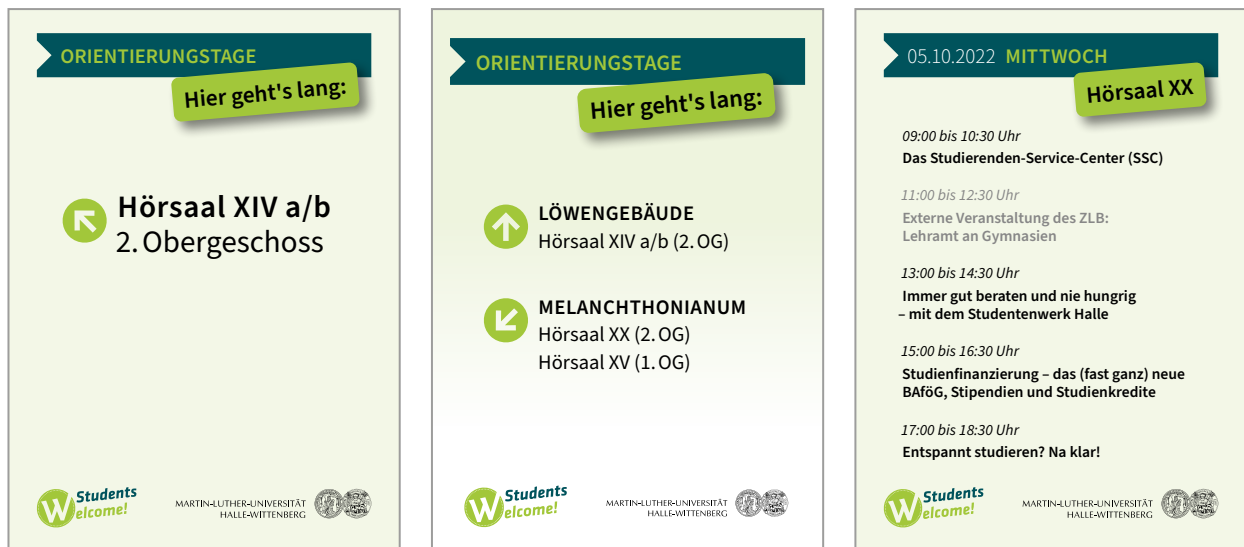 ORIENTIERUNGSTAGE
Hier geht's lang:
Hörsaal XIV a/b
2. Obergeschoss
Students
Welcome!
MARTIN-LUTHER-UNIVERSITÄT
HALLE-WITTENBERG
ORIENTIERUNGSTAGE
Hier geht's lang:
LÖWENGEBÄUDE
Hörsaal XIV a/b (2. OG)
MELANCHTHONIANUM
Hörsaal XX (2. OG)
Hörsaal XV (1. OG)
Students
Welcome!
MARTIN-LUTHER-UNIVERSITÄT
HALLE-WITTENBERG
05.10.2022 MITTWOCH
Hörsaal XX
09:00 bis 10:30 Uhr
Das Studierenden-Service-Center (SSC)
11:00 bis 12:30 Uhr
Externe Veranstaltung des ZLB:
Lehramt an Gymnasien
13:00 bis 14:30 Uhr
Immer gut beraten und nie hungrig
– mit dem Studentenwerk Halle
15:00 bis 16:30 Uhr
Studienfinanzierung – das (fast ganz) neue
BAföG, Stipendien und Studienkredite
17:00 bis 18:30 Uhr
Entspannt studieren? Na klar!
Students
Welcome!
MARTIN-LUTHER-UNIVERSITÄT
HALLE-WITTENBERG